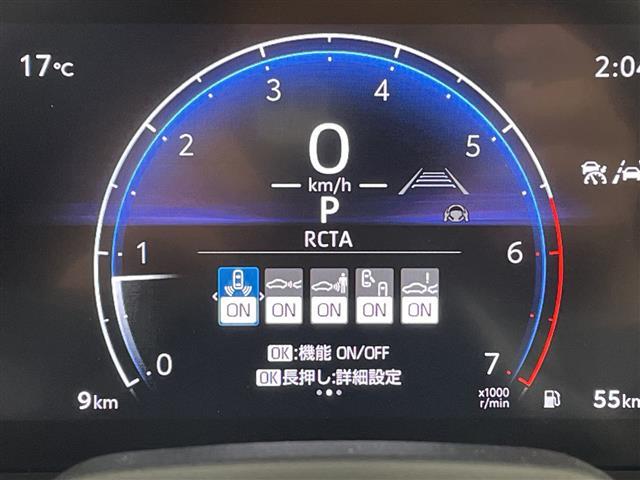 17℃
2:04
3 4
2 5
0
km/h
P
RCTA
1 6
ON ON ON ON ON
OK:機能 ON/OFF
OK長押し:詳細設定
0 7
x1000
r/min
9km
55km